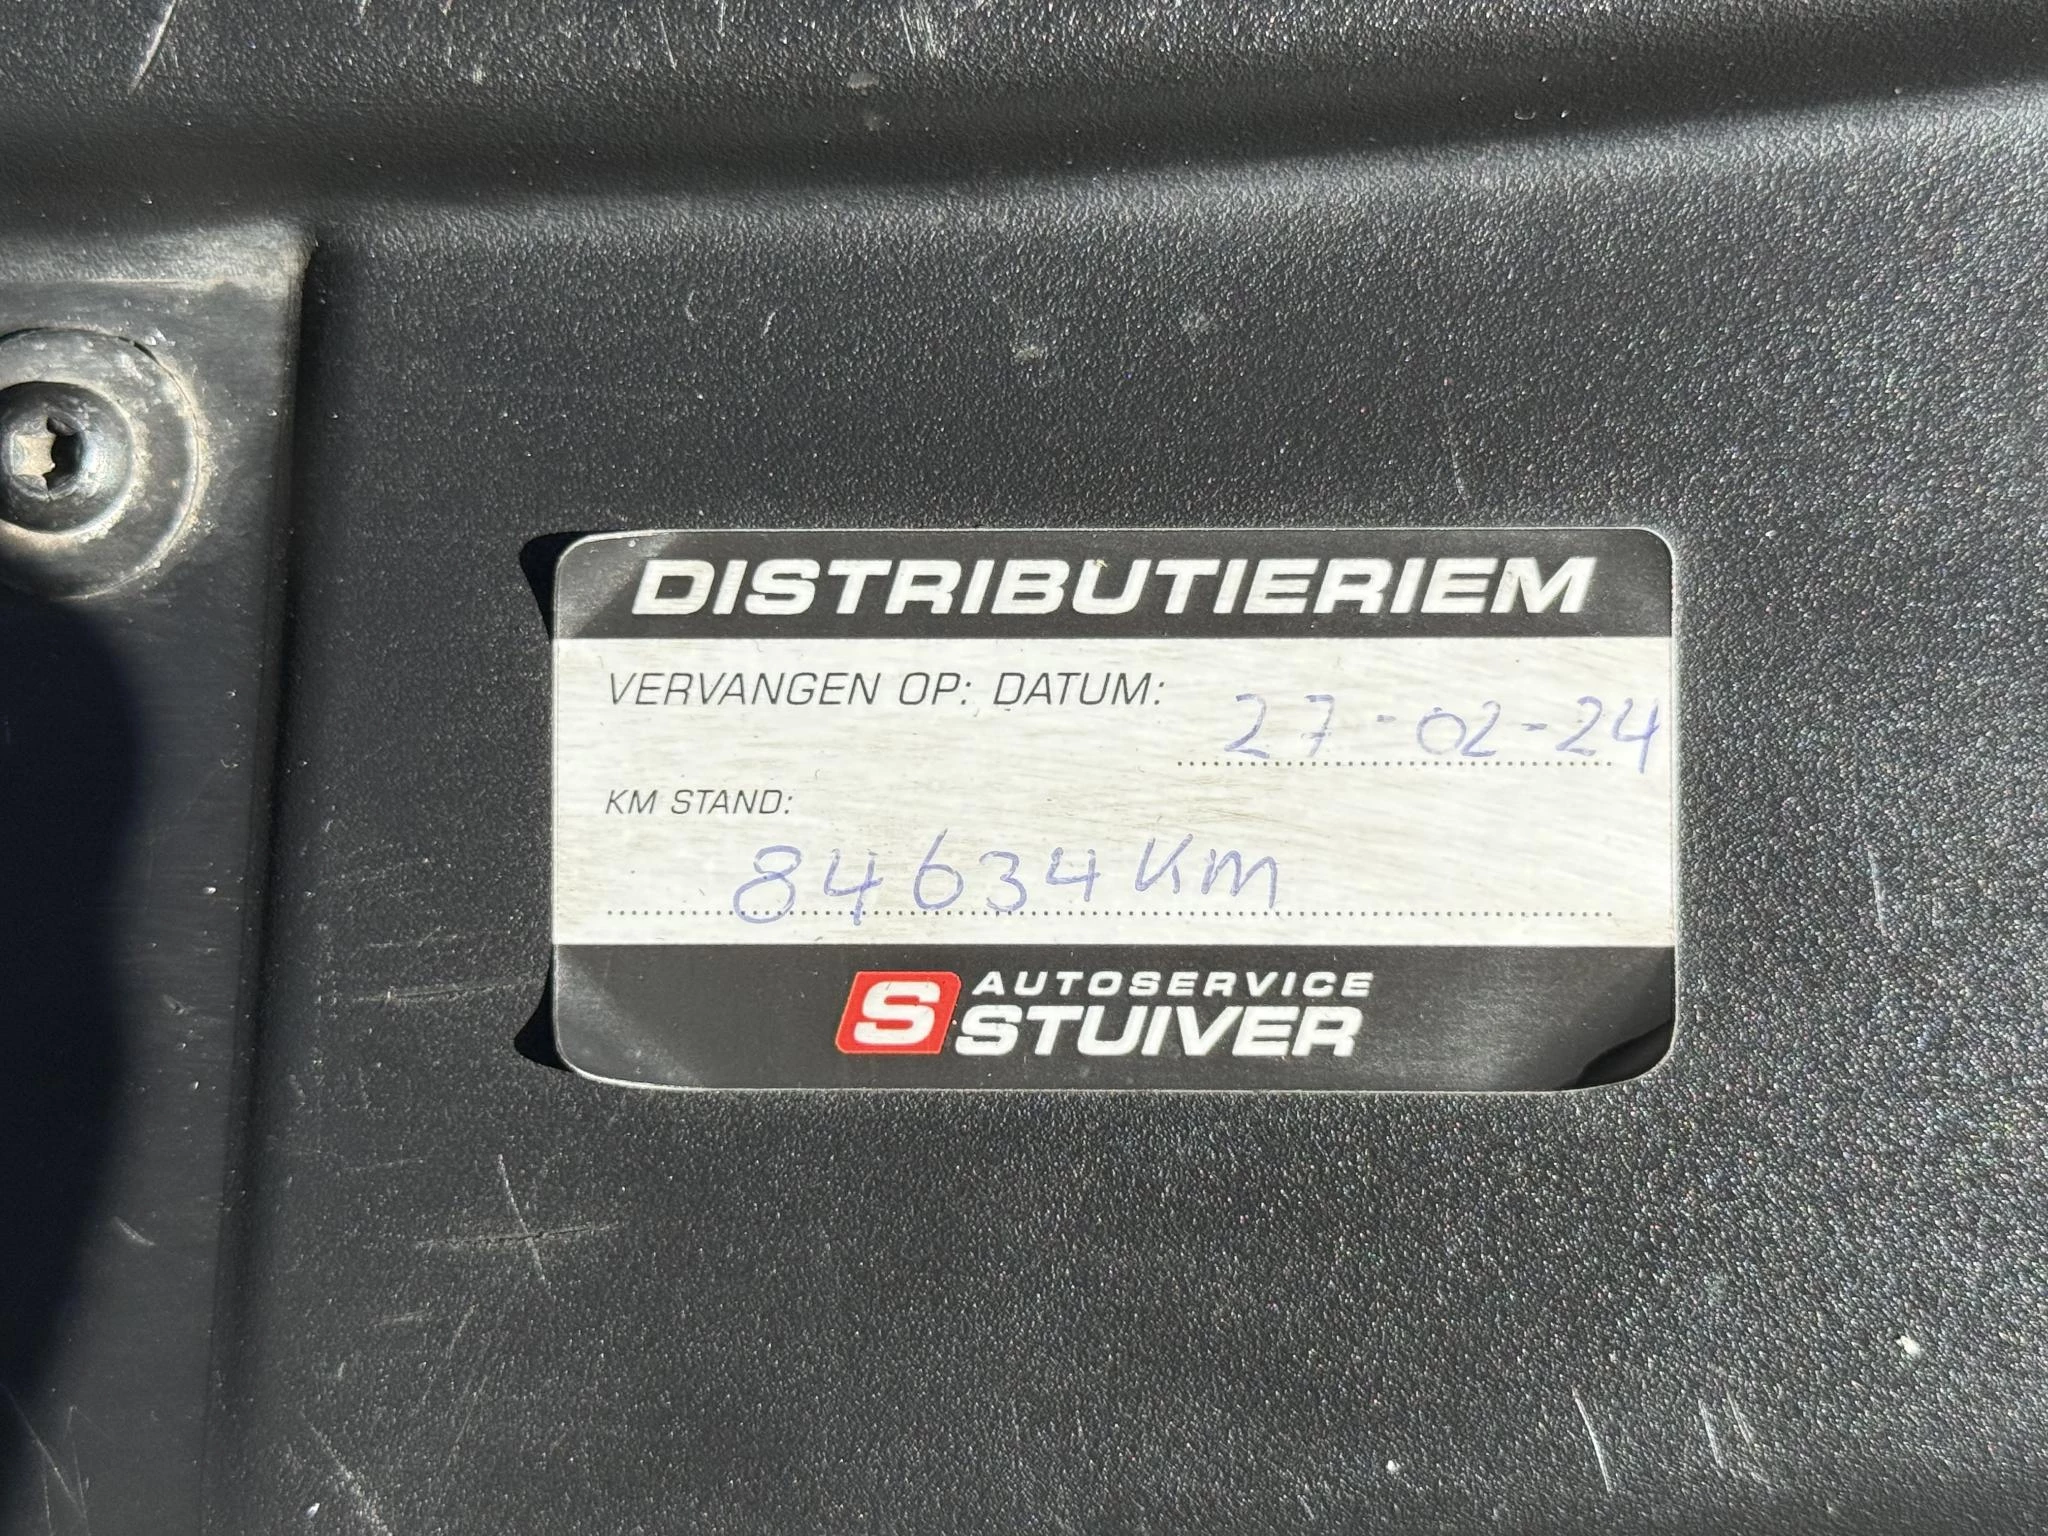 DISTRIBUTIERIEM
VERVANGEN OP: DATUM: 27-02-24
KM STAND:
84634 KM
S AUTOSERVICE
STUIVER